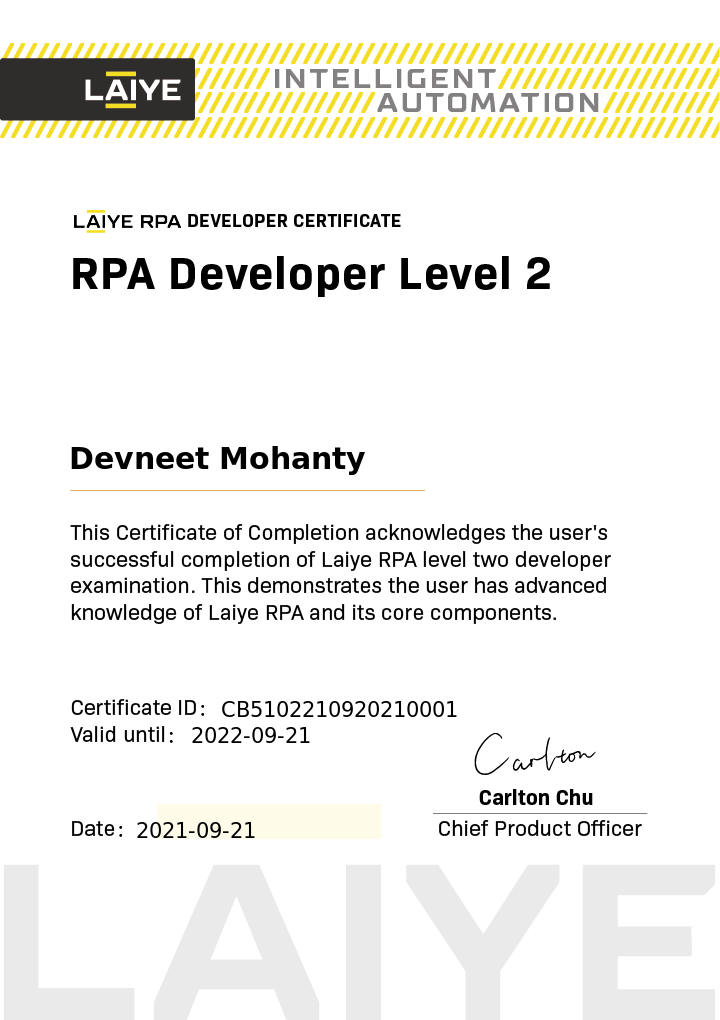 LAIYE
INTELLIGENT
AUTOMATION
LAIYE RPA DEVELOPER CERTIFICATE
RPA Developer Level 2
Devneet Mohanty
This Certificate of Completion acknowledges the user's
successful completion of Laiye RPA level two developer
examination. This demonstrates the user has advanced
knowledge of Laiye RPA and its core components.
Certificate ID: CB5102210920210001
Valid until: 2022-09-21
Carlton
Carlton Chu
Date: 2021-09-21
Chief Product Officer
LAIYE